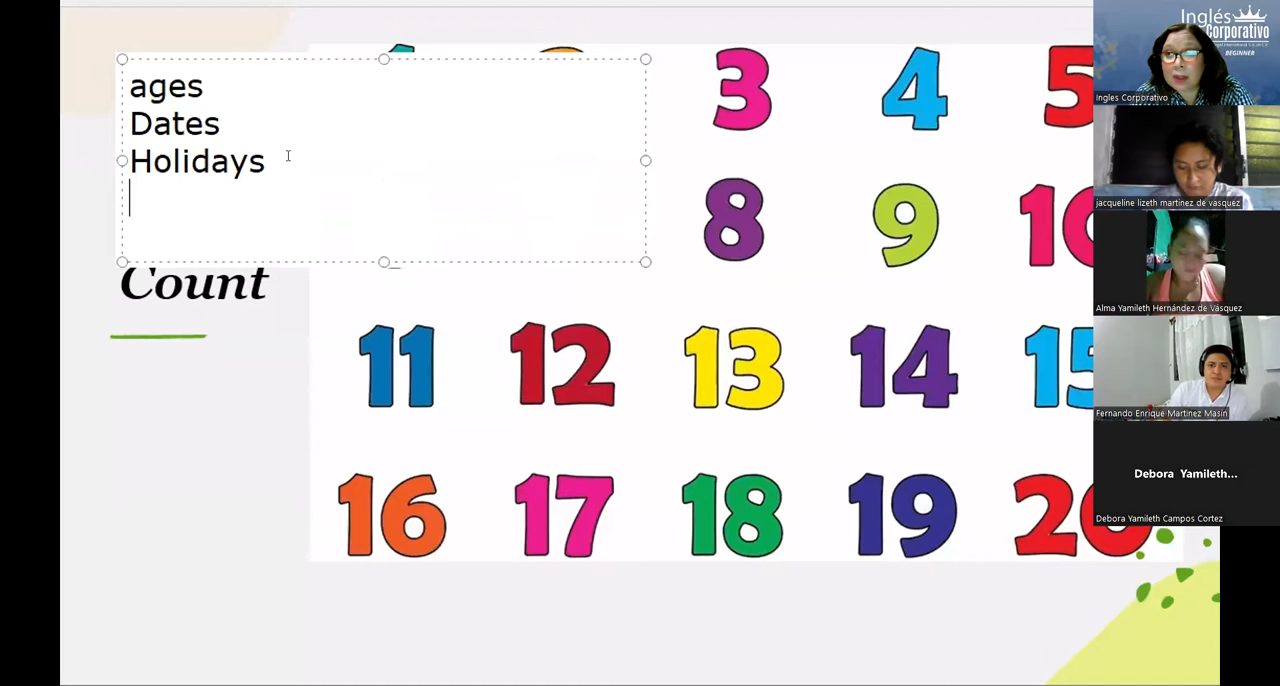 ages
Dates
Holidays
Count
3 4 5
8 9 10
11 12 13 14 15
16 17 18 19 20
Inglés
Corporativo
BEGINNER
Ingles Corporativo
jacqueline lizeth martinez de vasquez
Alma Yamileth Hernández de Vásquez
Fernando Enrique Martinez Masin
Debora Yamileth...
Debora Yamileth Campos Cortez